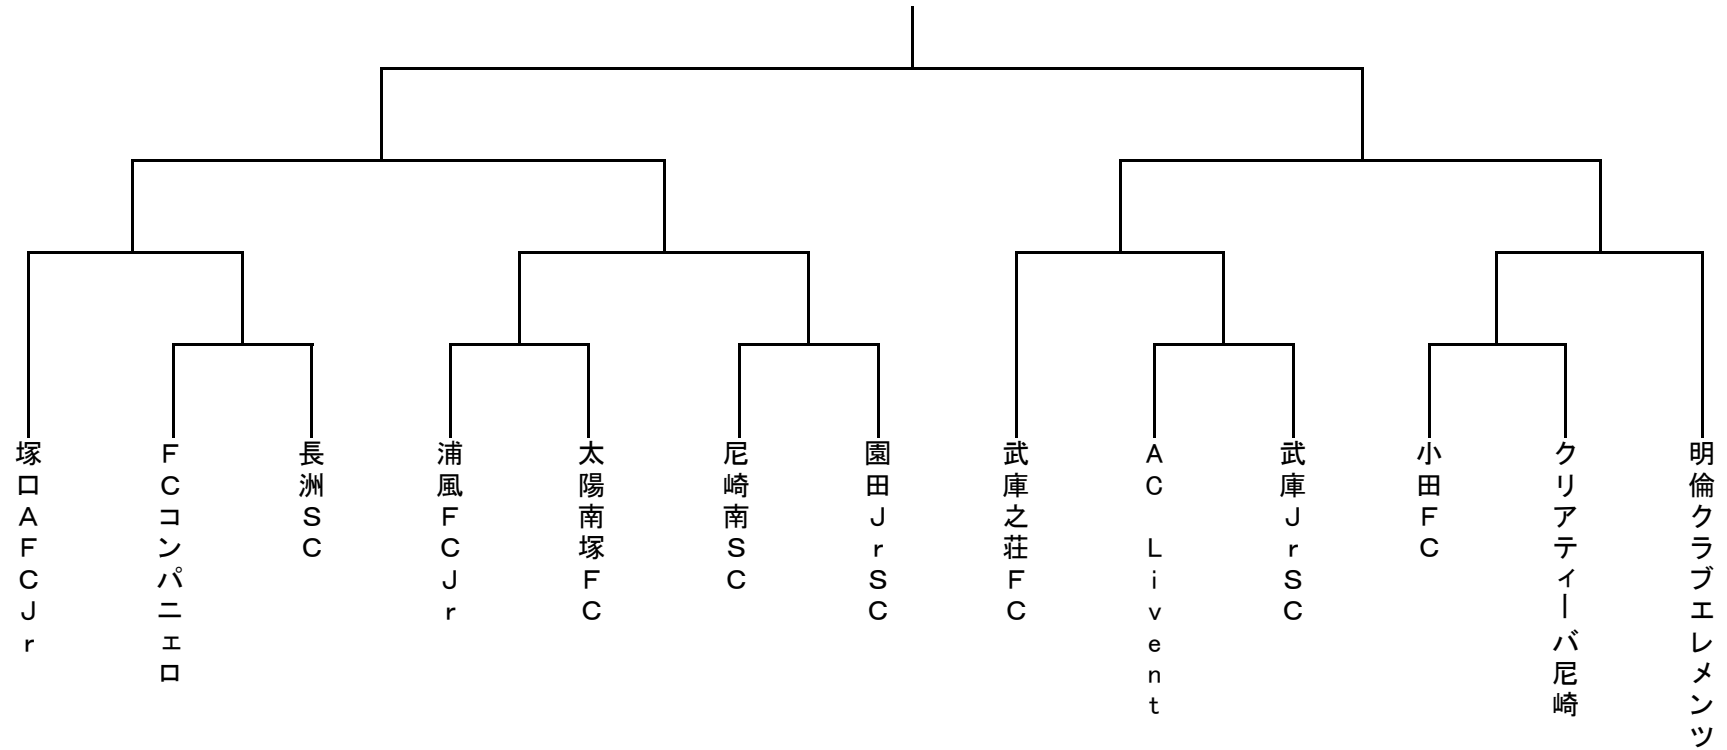 塚口AFCJr
FCコンパニェロ
長洲SC
浦風FCJr
太陽南塚FC
尼崎南SC
園田JrSC
武庫之荘FC
AC Livent
武庫JrSC
小田FC
クリアティーバ尼崎
明倫クラブエレメンツ